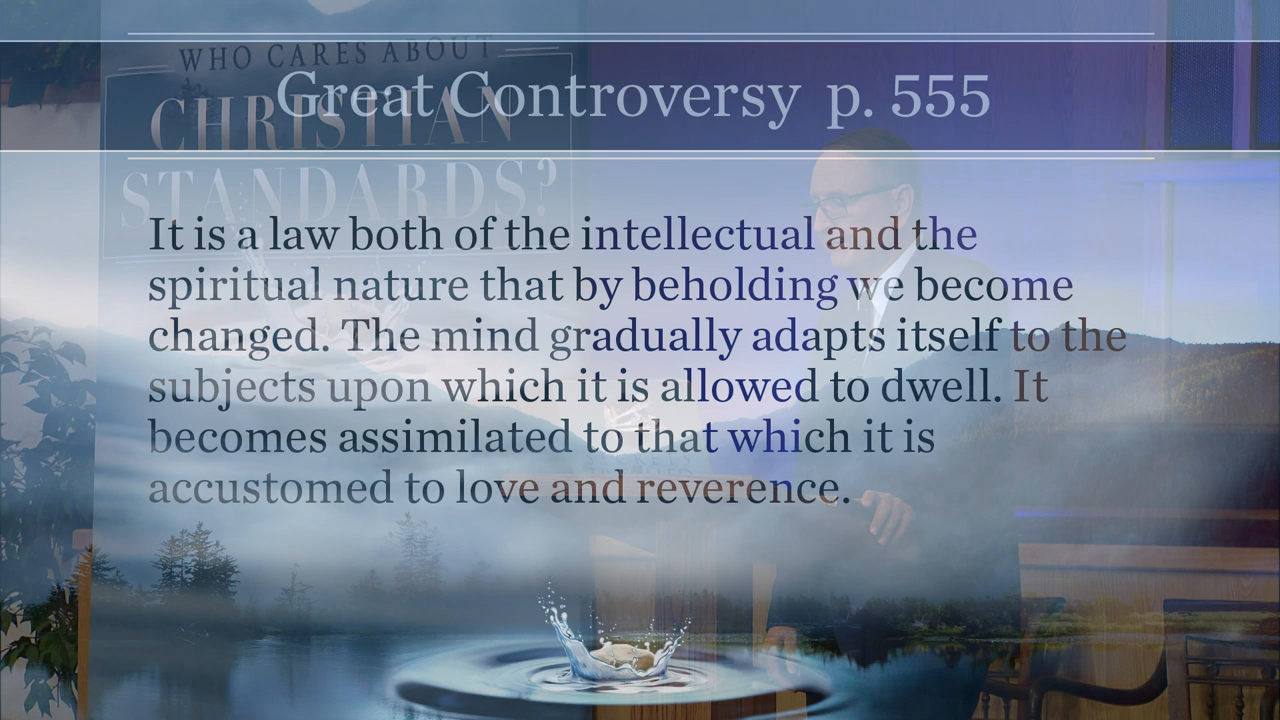 WHO CARES ABOUT
CHRISTIAN
STANDARDS?
Great Controversy p. 555
It is a law both of the intellectual and the
spiritual nature that by beholding we become
changed. The mind gradually adapts itself to the
subjects upon which it is allowed to dwell. It
becomes assimilated to that which it is
accustomed to love and reverence.